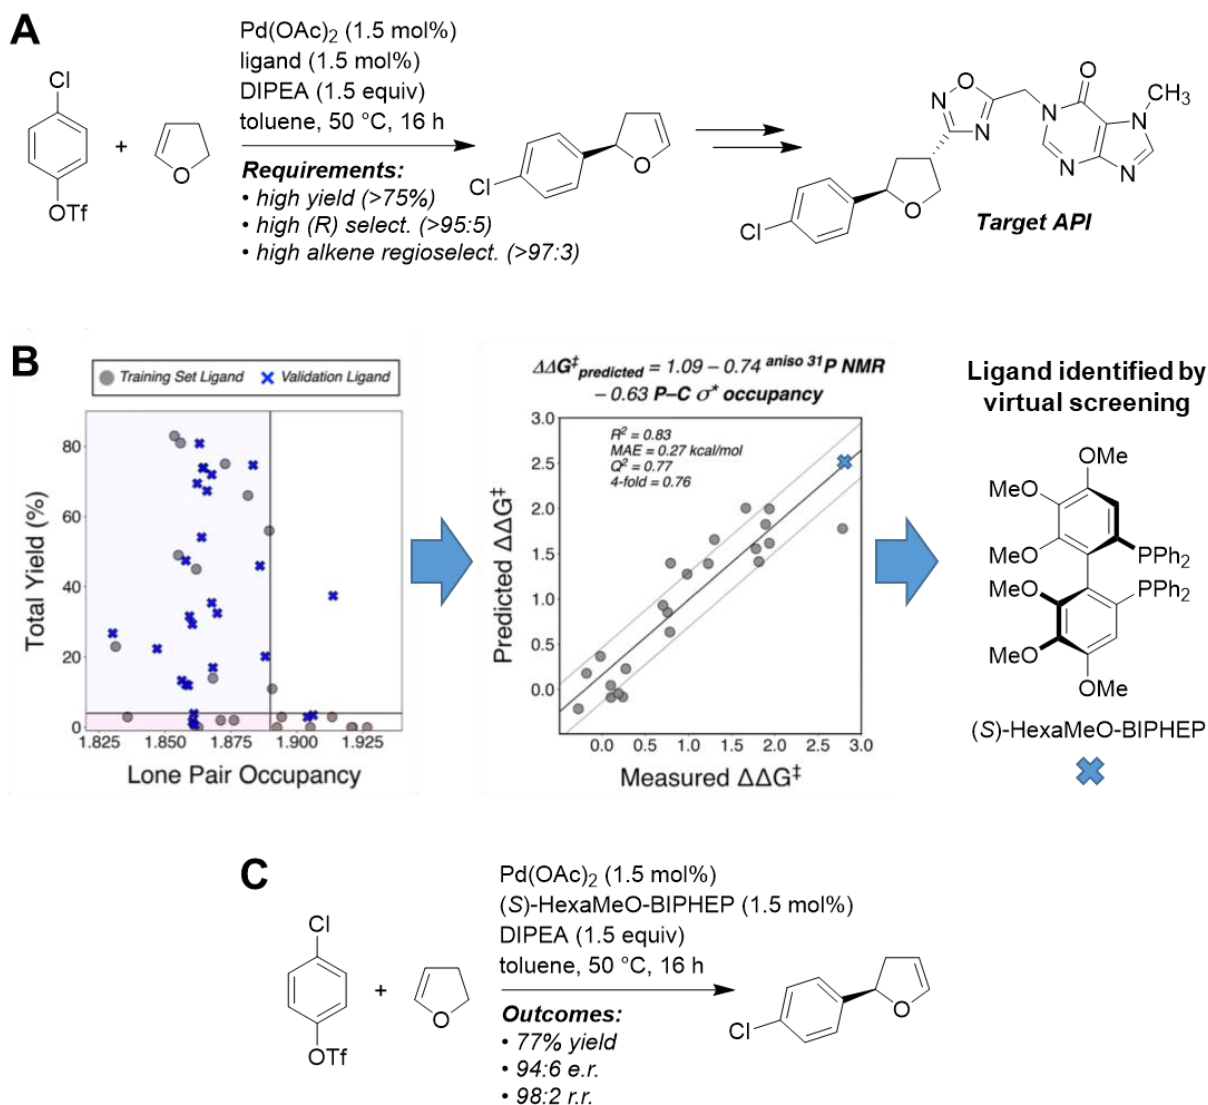 A
Pd(OAc)2 (1.5 mol%)
ligand (1.5 mol%)
DIPEA (1.5 equiv)
toluene, 50 °C, 16 h
Requirements:
• high yield (>75%)
• high (R) select. (>95:5)
• high alkene regioselect. (>97:3)
Cl
OTf
+
O
Cl
O
O
N
N
N
O
N
CH3
N
N
N
Cl
O
Target API
B
Training Set Ligand
Validation Ligand
Total Yield (%)
80
60
40
20
0
1.825
1.850
1.875
1.900
1.925
Lone Pair Occupancy
ΔΔG‡predicted = 1.09 – 0.74 aniso 31P NMR
– 0.63 P–C σ* occupancy
R2 = 0.83
MAE = 0.27 kcal/mol
Q2 = 0.77
4-fold = 0.76
Predicted ΔΔG‡
3.0
2.5
2.0
1.5
1.0
0.5
0.0
0.0
0.5
1.0
1.5
2.0
2.5
3.0
Measured ΔΔG‡
Ligand identified by
virtual screening
OMe
MeO
MeO
PPh2
MeO
PPh2
MeO
OMe
(S)-HexaMeO-BIPHEP
C
Pd(OAc)2 (1.5 mol%)
(S)-HexaMeO-BIPHEP (1.5 mol%)
DIPEA (1.5 equiv)
toluene, 50 °C, 16 h
Outcomes:
• 77% yield
• 94:6 e.r.
• 98:2 r.r.
Cl
OTf
+
O
Cl
O